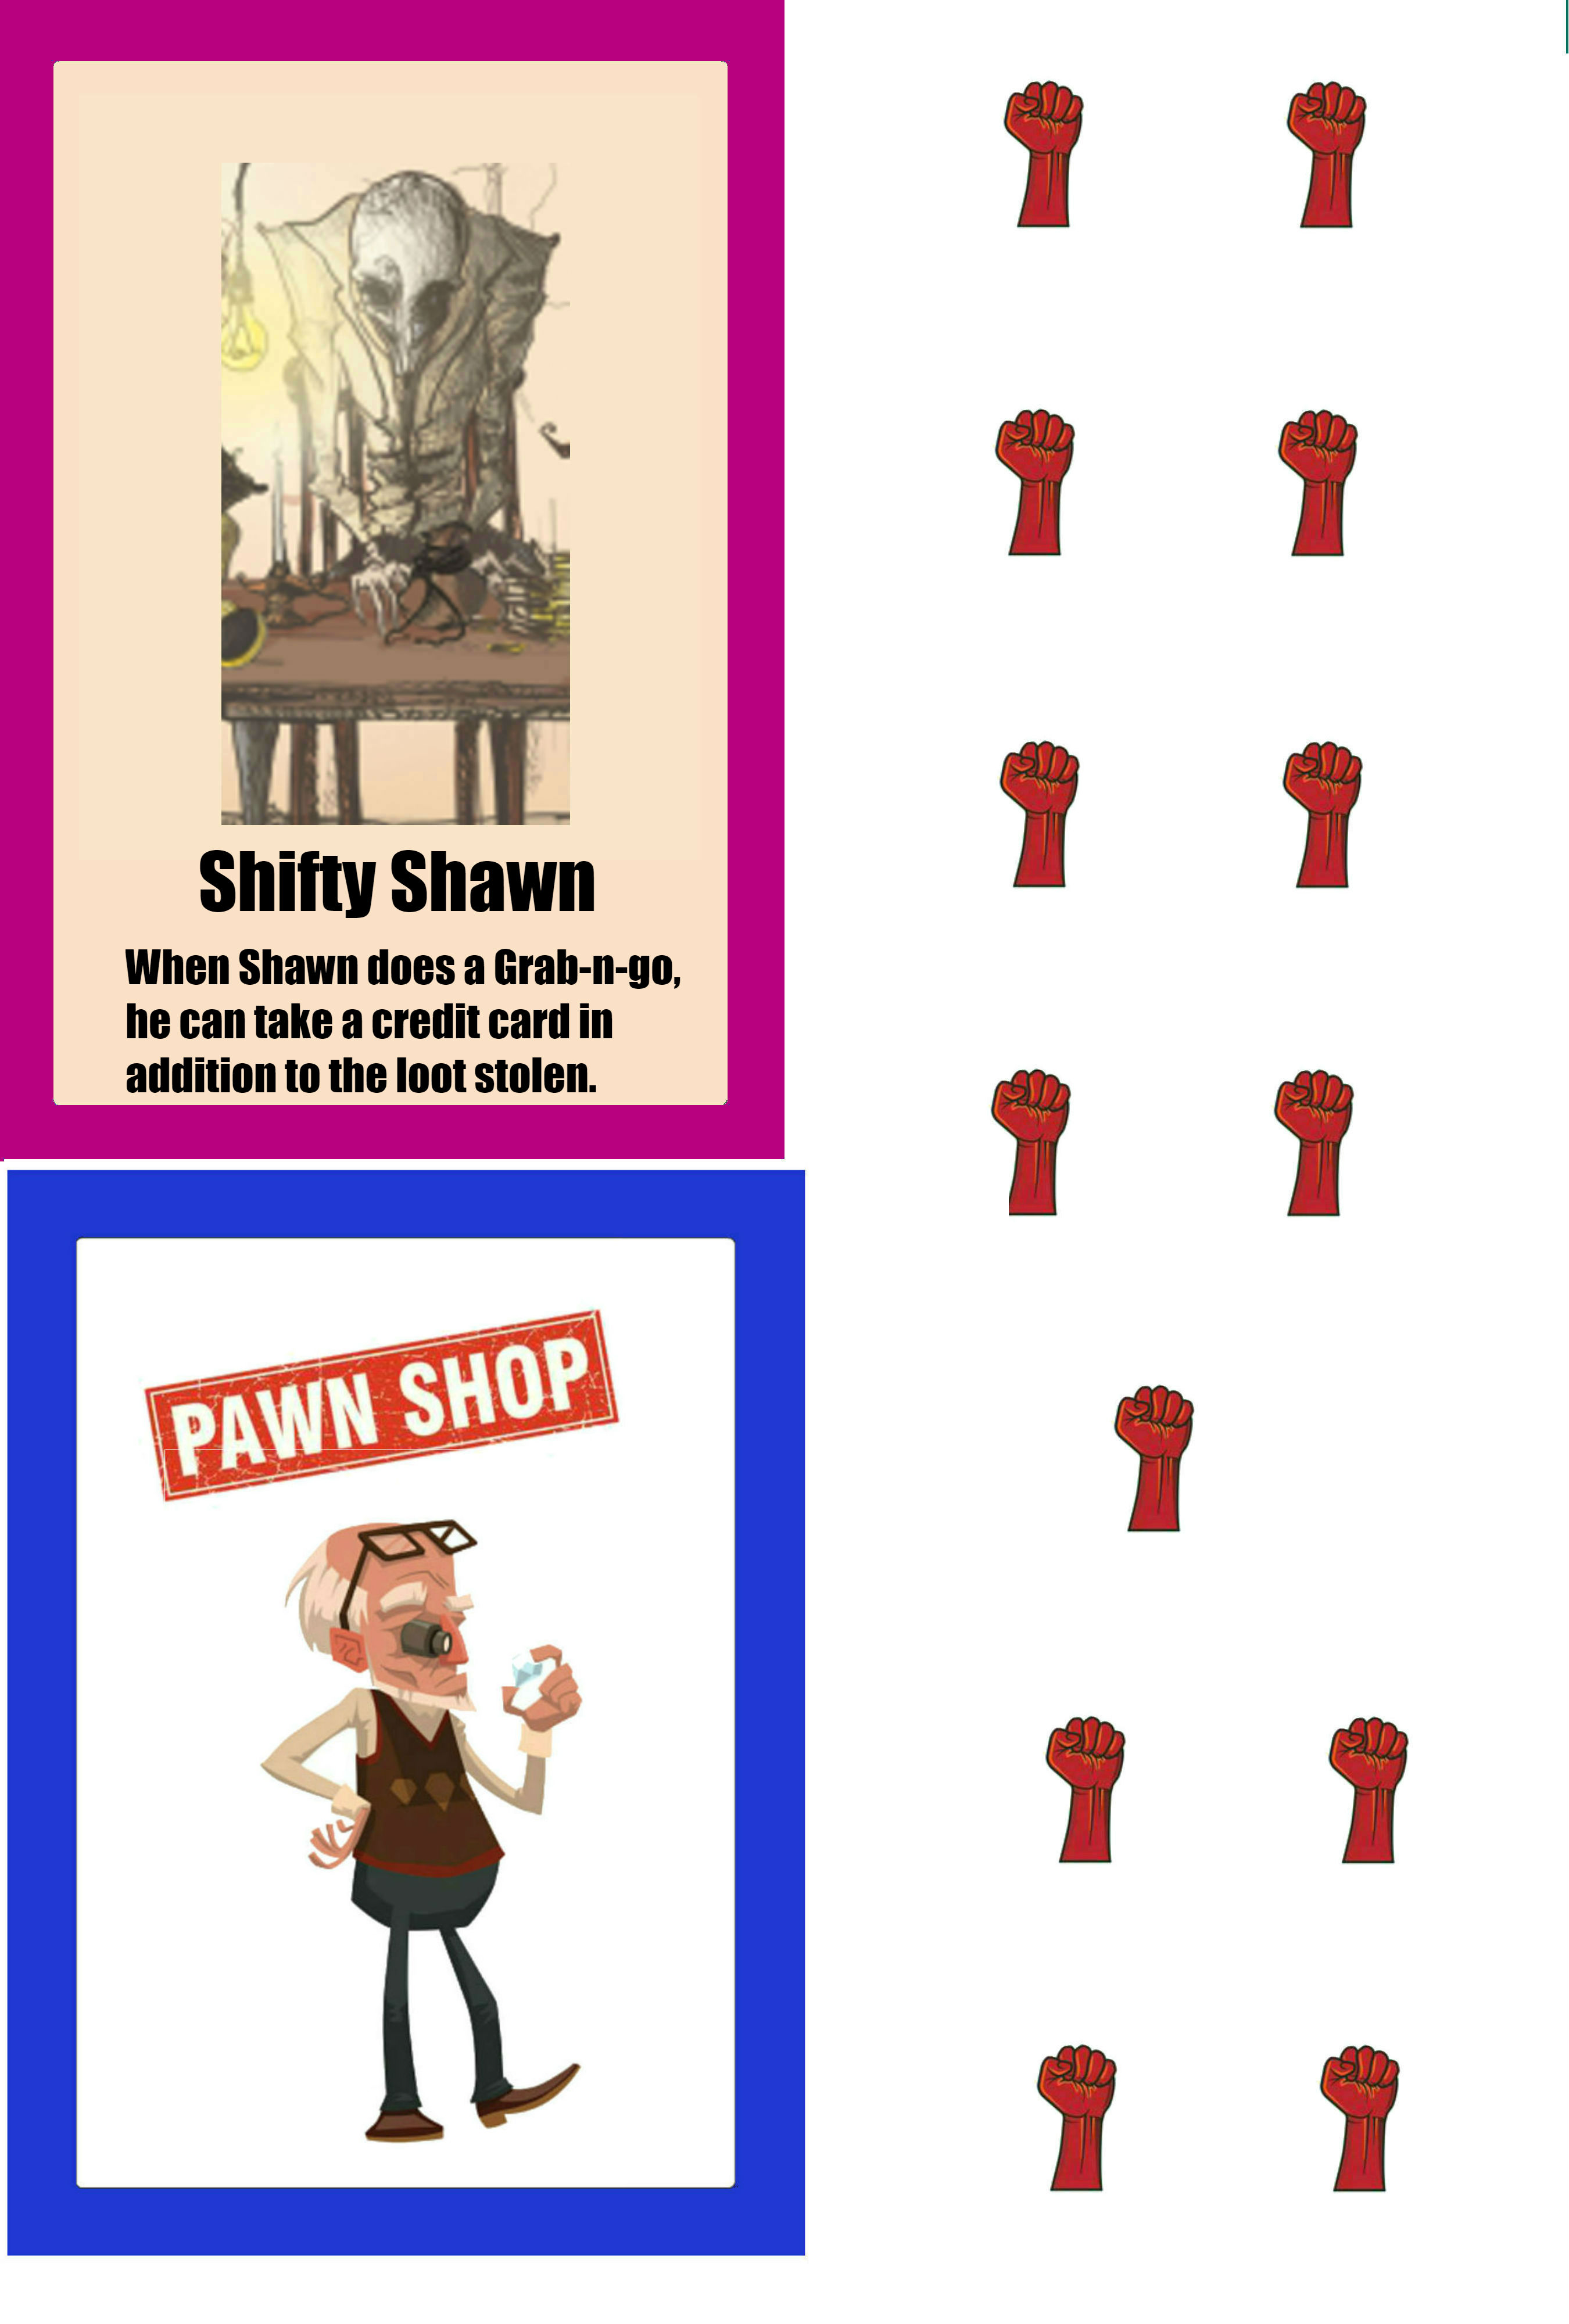 Shifty Shawn
When Shawn does a Grab-n-go,
he can take a credit card in
addition to the loot stolen.
PAWN SHOP